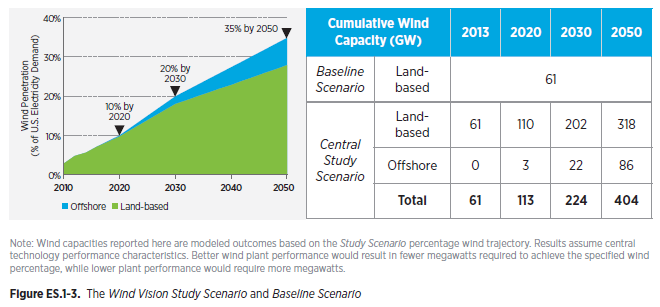 40%
30%
20%
10%
0%
Wind Penetration
(% of U.S. Electricity Demand)
35% by 2050
20% by
2030
10% by
2020
2010
2020
2030
2040
2050
Offshore
Land-based
Cumulative Wind
Capacity (GW)
2013
2020
2030
2050
Baseline
Scenario
Land-
based
61
Central
Study
Scenario
Land-
based
61
110
202
318
Offshore
0
3
22
86
Total
61
113
224
404
Note: Wind capacities reported here are modeled outcomes based on the Study Scenario percentage wind trajectory. Results assume central
technology performance characteristics. Better wind plant performance would result in fewer megawatts required to achieve the specified wind
percentage, while lower plant performance would require more megawatts.
Figure ES.1-3. The Wind Vision Study Scenario and Baseline Scenario